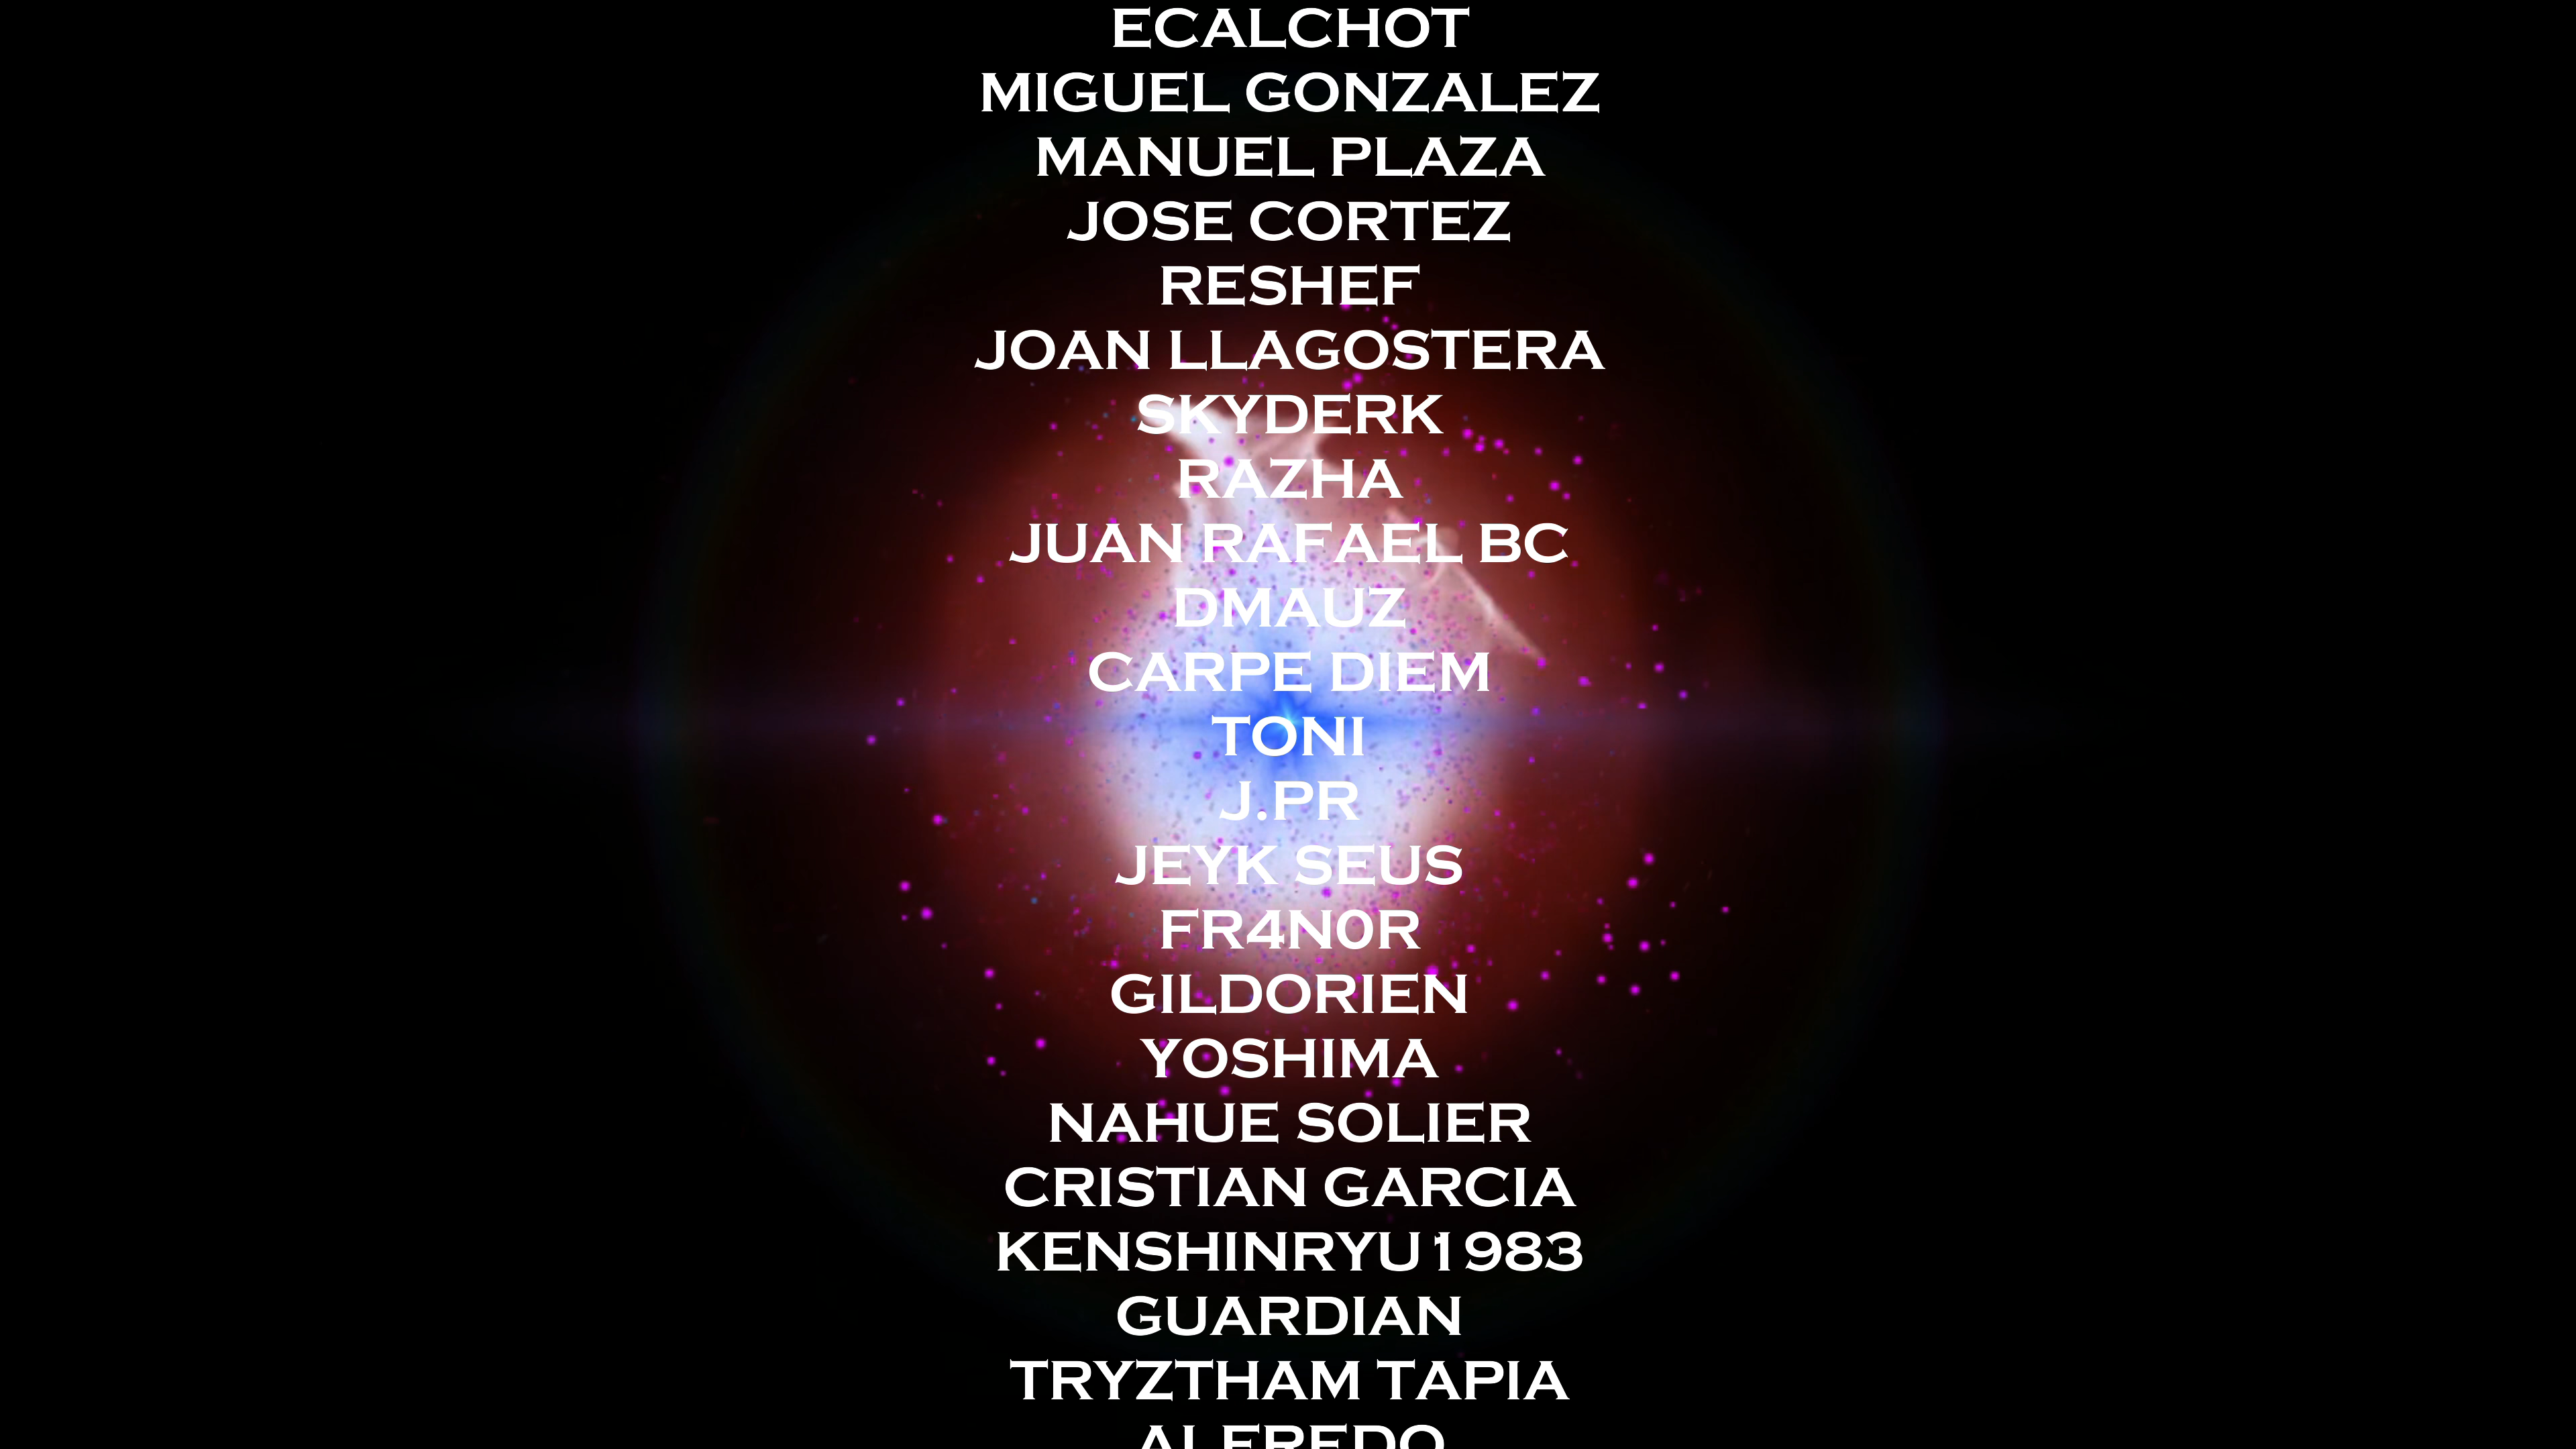 ECALCHOT
MIGUEL GONZALEZ
MANUEL PLAZA
JOSE CORTEZ
RESHEF
JOAN LLAGOSTERA
SKYDERK
RAZHA
JUAN RAFAEL BC
DMAUZ
CARPE DIEM
TONI
J.PR
JEYK SEUS
FR4N0R
GILDORIEN
YOSHIMA
NAHUE SOLIER
CRISTIAN GARCIA
KENSHINRYU1983
GUARDIAN
TRYZTHAM TAPIA
ALFREDO